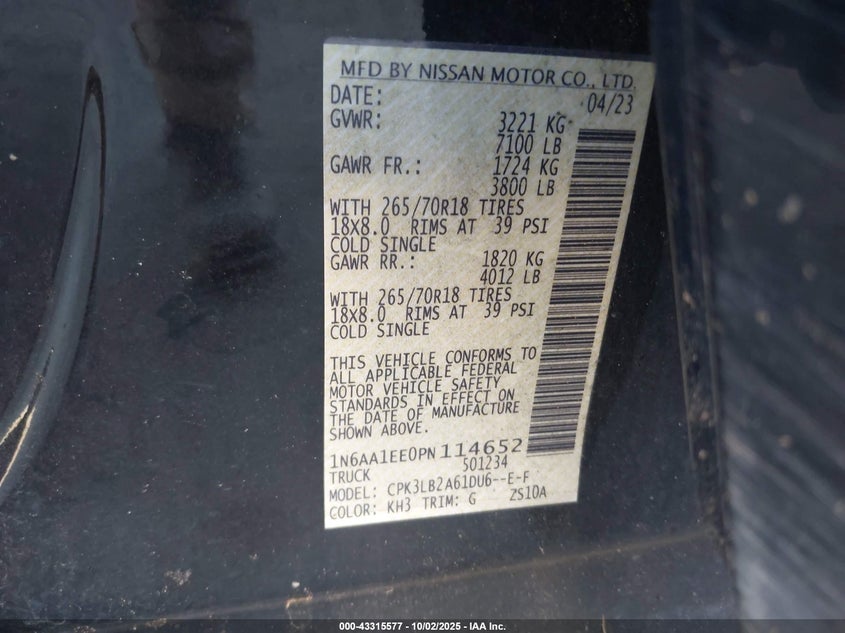 MFD BY NISSAN MOTOR CO., LTD.
DATE: 04/23
GVWR: 3221 KG
7100 LB
GAWR FR.: 1724 KG
3800 LB
WITH 265/70R18 TIRES
18X8.0 RIMS AT 39 PSI
COLD SINGLE
GAWR RR.: 1820 KG
4012 LB
WITH 265/70R18 TIRES
18X8.0 RIMS AT 39 PSI
COLD SINGLE
THIS VEHICLE CONFORMS TO
ALL APPLICABLE FEDERAL
MOTOR VEHICLE SAFETY
STANDARDS IN EFFECT ON
THE DATE OF MANUFACTURE
SHOWN ABOVE.
1N6AA1EE0PN114652
TRUCK 501234
MODEL: CPK3LB2A61DU6--E-F
COLOR: KH3 TRIM: G ZS10A
000-43315577 - 10/02/2025 - IAA Inc.